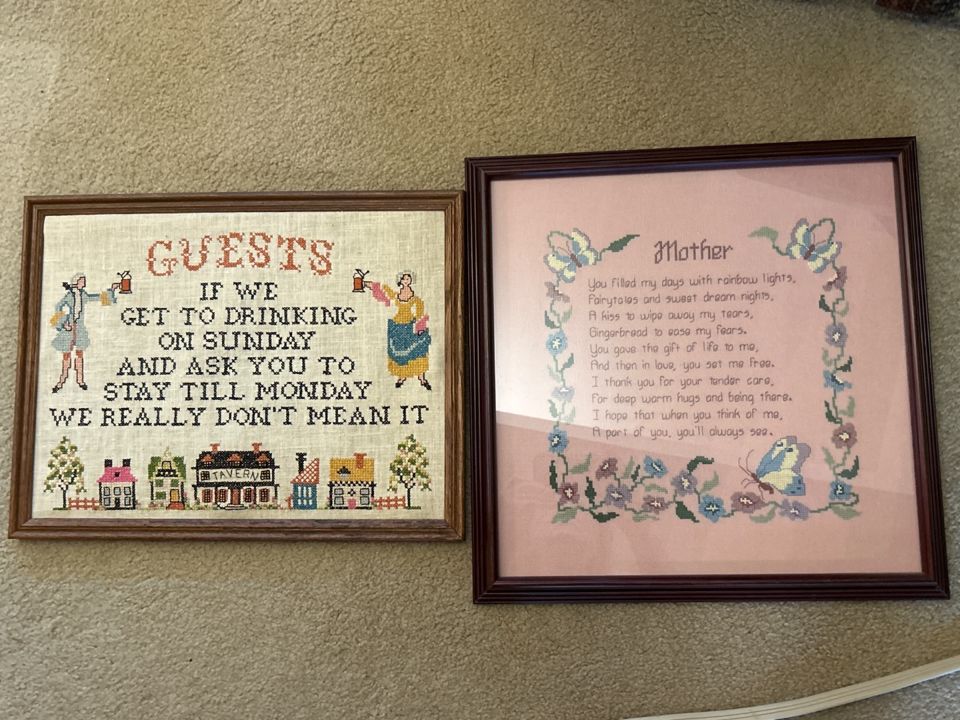 GUESTS
IF WE
GET TO DRINKING
ON SUNDAY
AND ASK YOU TO
STAY TILL MONDAY
WE REALLY DON'T MEAN IT
TAVERN
Mother
You filled my days with rainbow lights,
Fairytales and sweet dream nights,
A kiss to wipe away my tears,
Gingerbread to ease my fears.
You gave the gift of life to me,
And then in love, you set me free.
I thank you for your tender care,
For deep warm hugs and being there.
I hope that when you think of me,
A part of you, you'll always see.